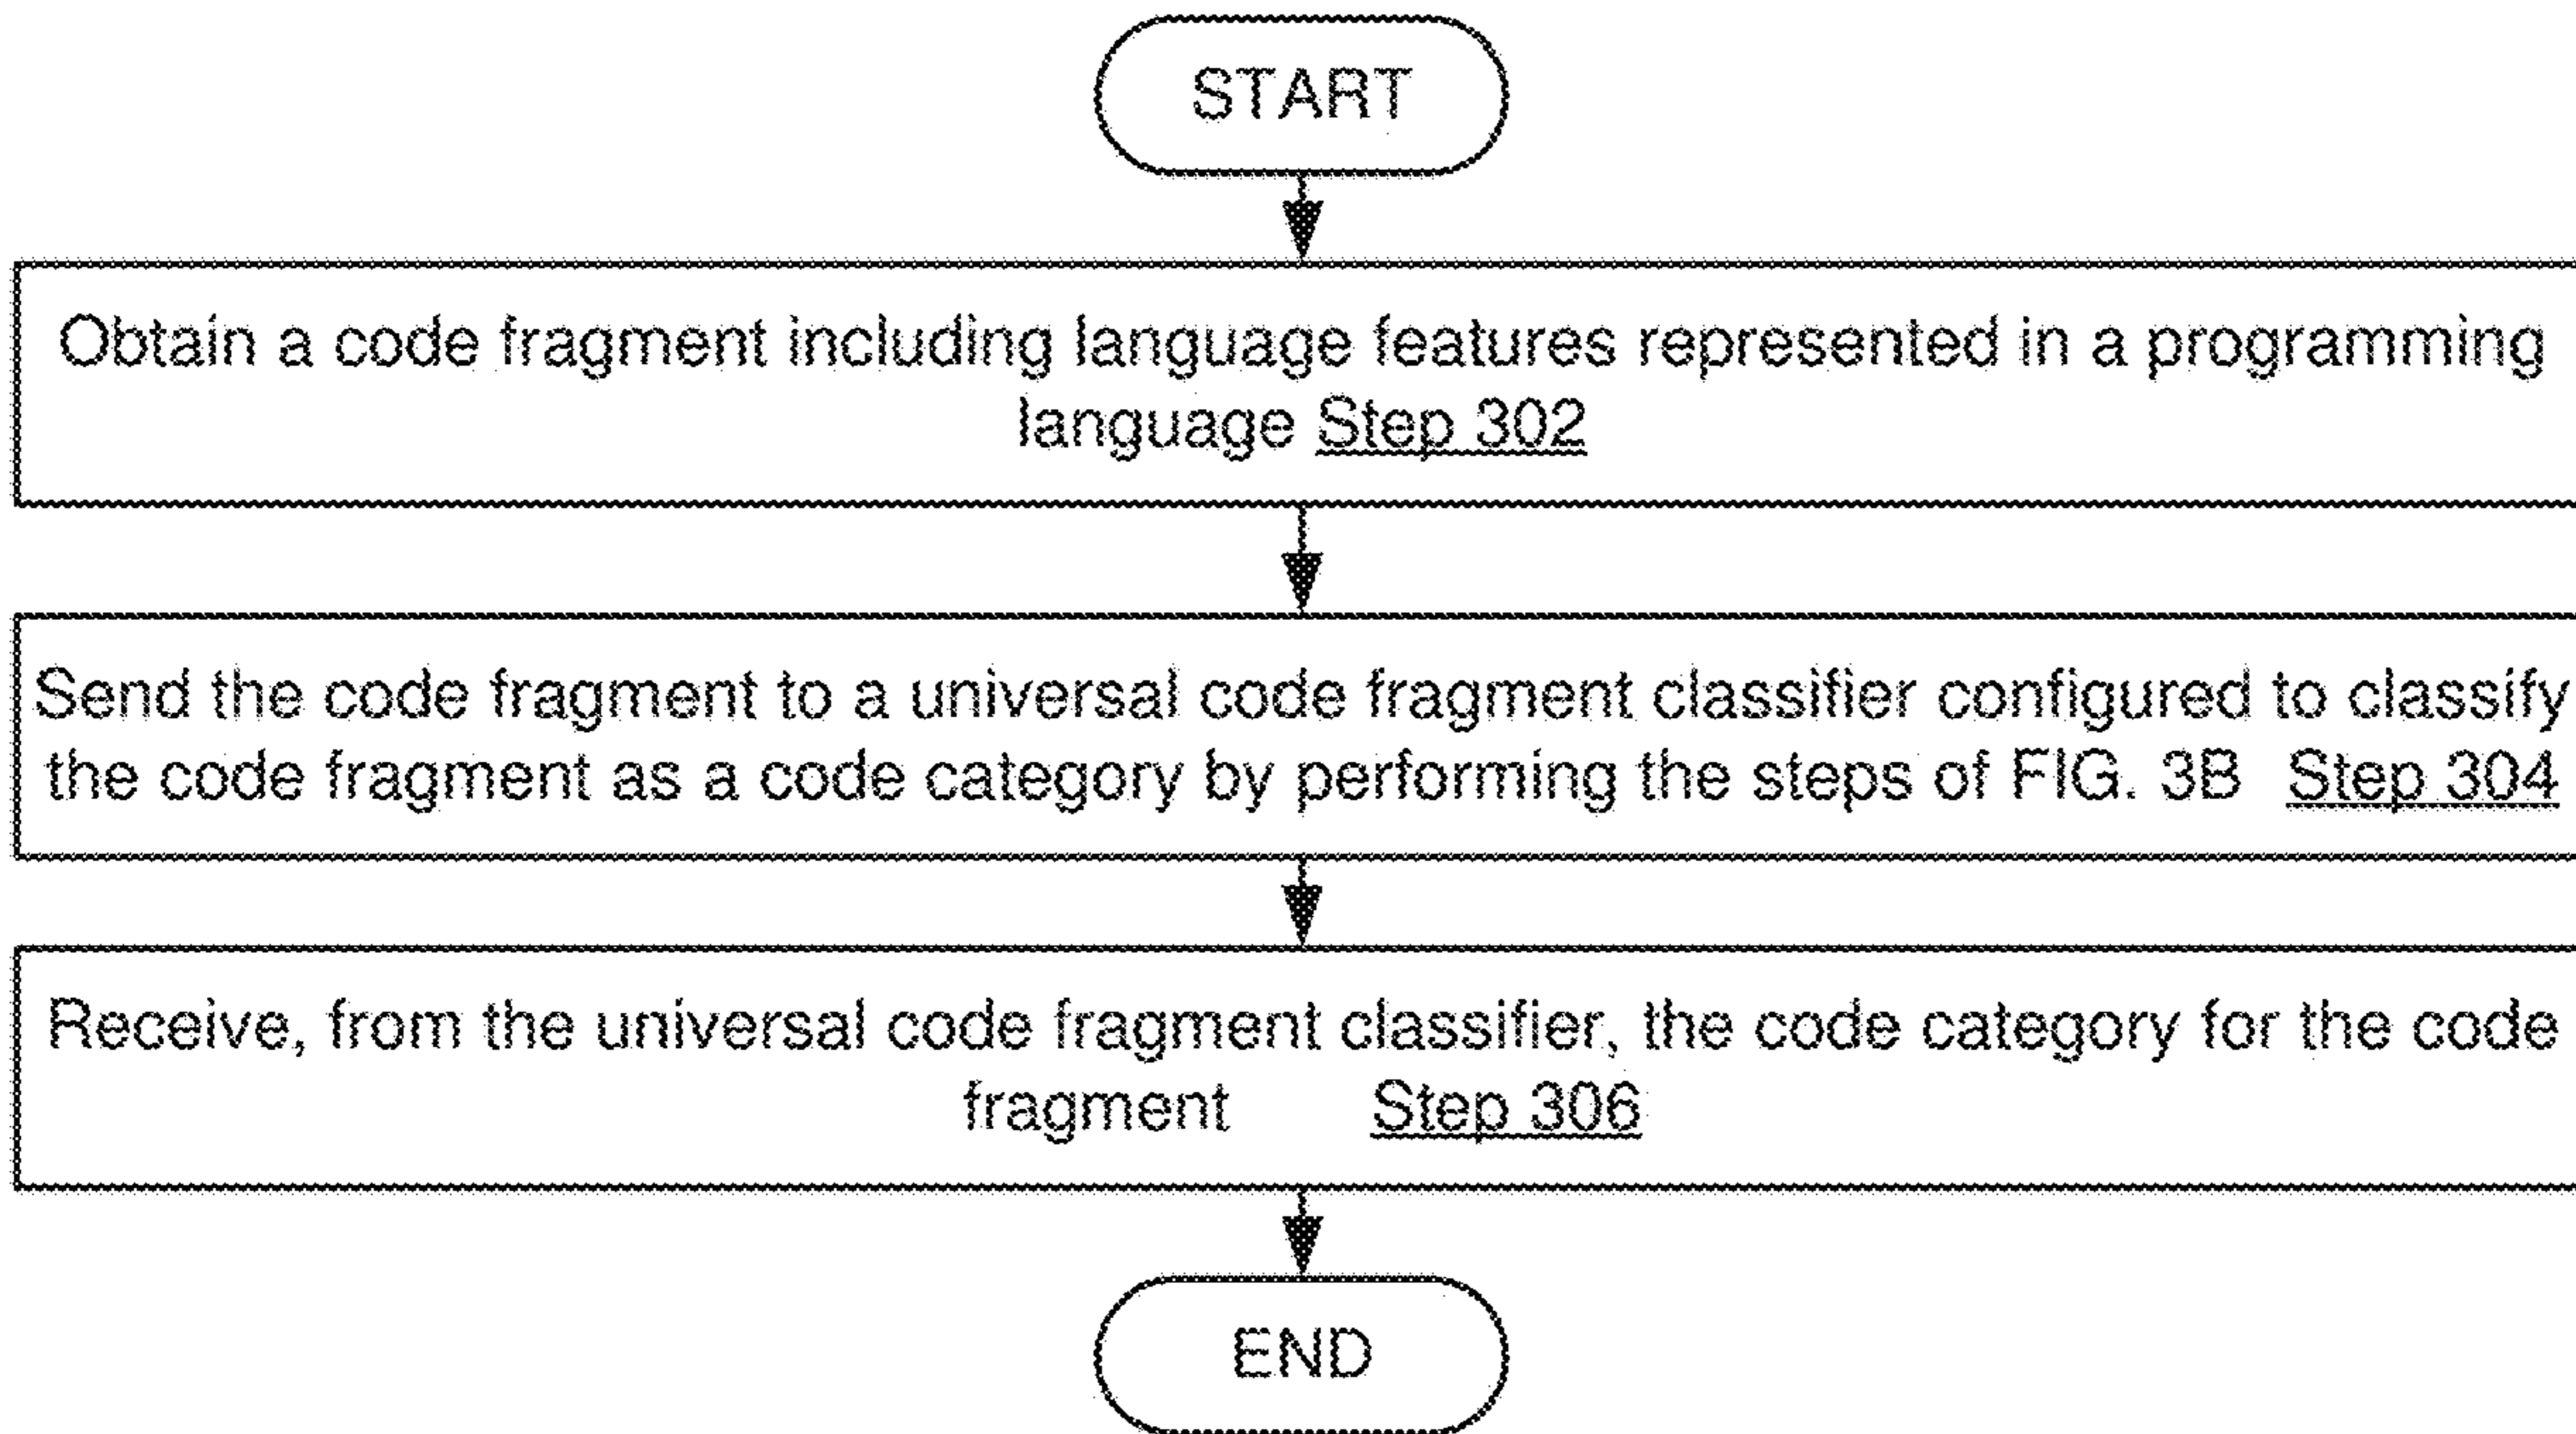 START
Obtain a code fragment including language features represented in a programming
language Step 302
Send the code fragment to a universal code fragment classifier configured to classify
the code fragment as a code category by performing the steps of FIG. 3B Step 304
Receive, from the universal code fragment classifier, the code category for the code
fragment Step 306
END